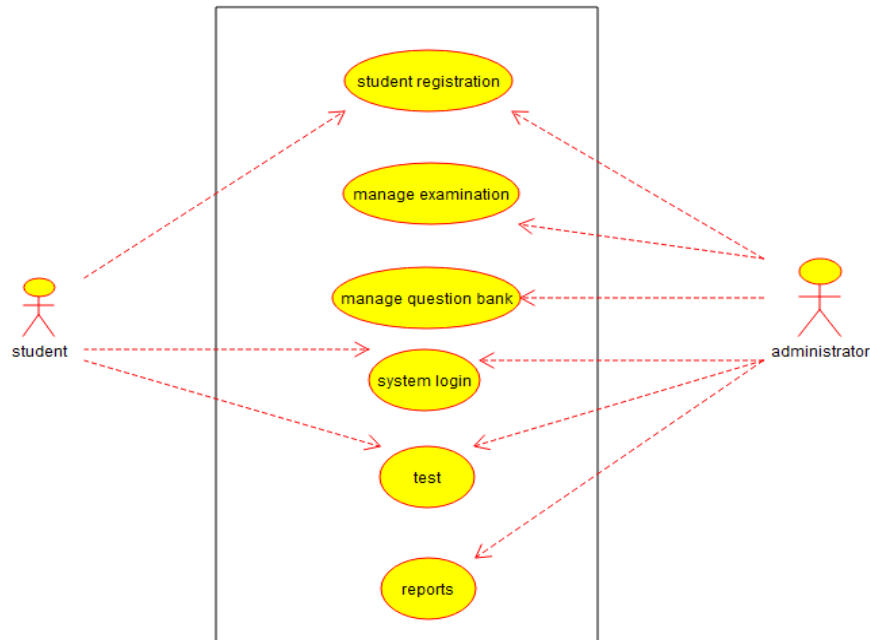 student registration
manage examination
manage question bank
student
administrator
system login
test
reports